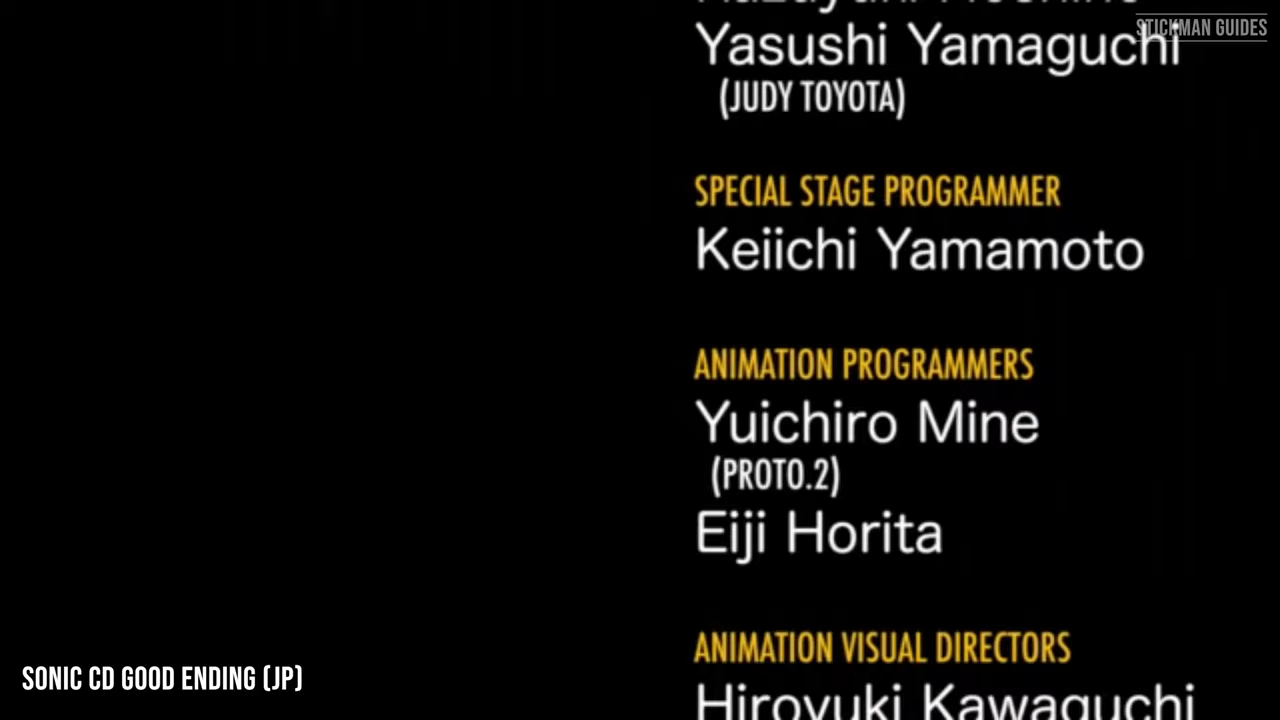 STICKMAN GUIDES
Yasushi Yamaguchi
(JUDY TOYOTA)
SPECIAL STAGE PROGRAMMER
Keiichi Yamamoto
ANIMATION PROGRAMMERS
Yuichiro Mine
(PROTO.2)
Eiji Horita
ANIMATION VISUAL DIRECTORS
Hiroyuki Kawaguchi
SONIC CD GOOD ENDING (JP)